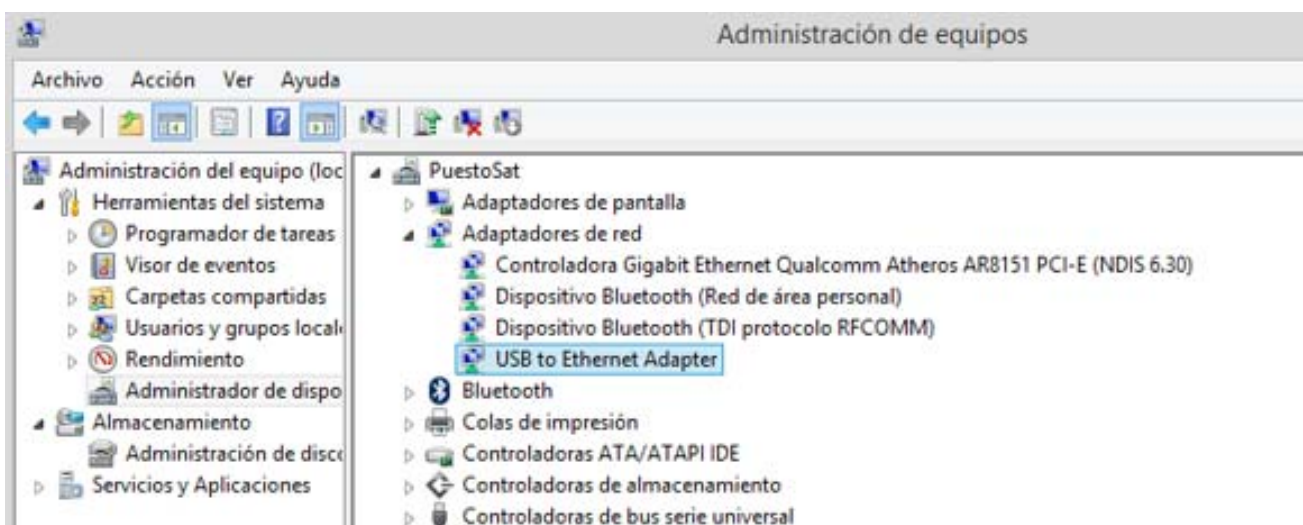 Administración de equipos
Archivo Acción Ver Ayuda
Administración del equipo (loc
Herramientas del sistema
Programador de tareas
Visor de eventos
Carpetas compartidas
Usuarios y grupos locale
Rendimiento
Administrador de dispo
Almacenamiento
Administración de disco
Servicios y Aplicaciones
PuestoSat
Adaptadores de pantalla
Adaptadores de red
Controladora Gigabit Ethernet Qualcomm Atheros AR8151 PCI-E (NDIS 6.30)
Dispositivo Bluetooth (Red de área personal)
Dispositivo Bluetooth (TDI protocolo RFCOMM)
USB to Ethernet Adapter
Bluetooth
Colas de impresión
Controladoras ATA/ATAPI IDE
Controladoras de almacenamiento
Controladoras de bus serie universal